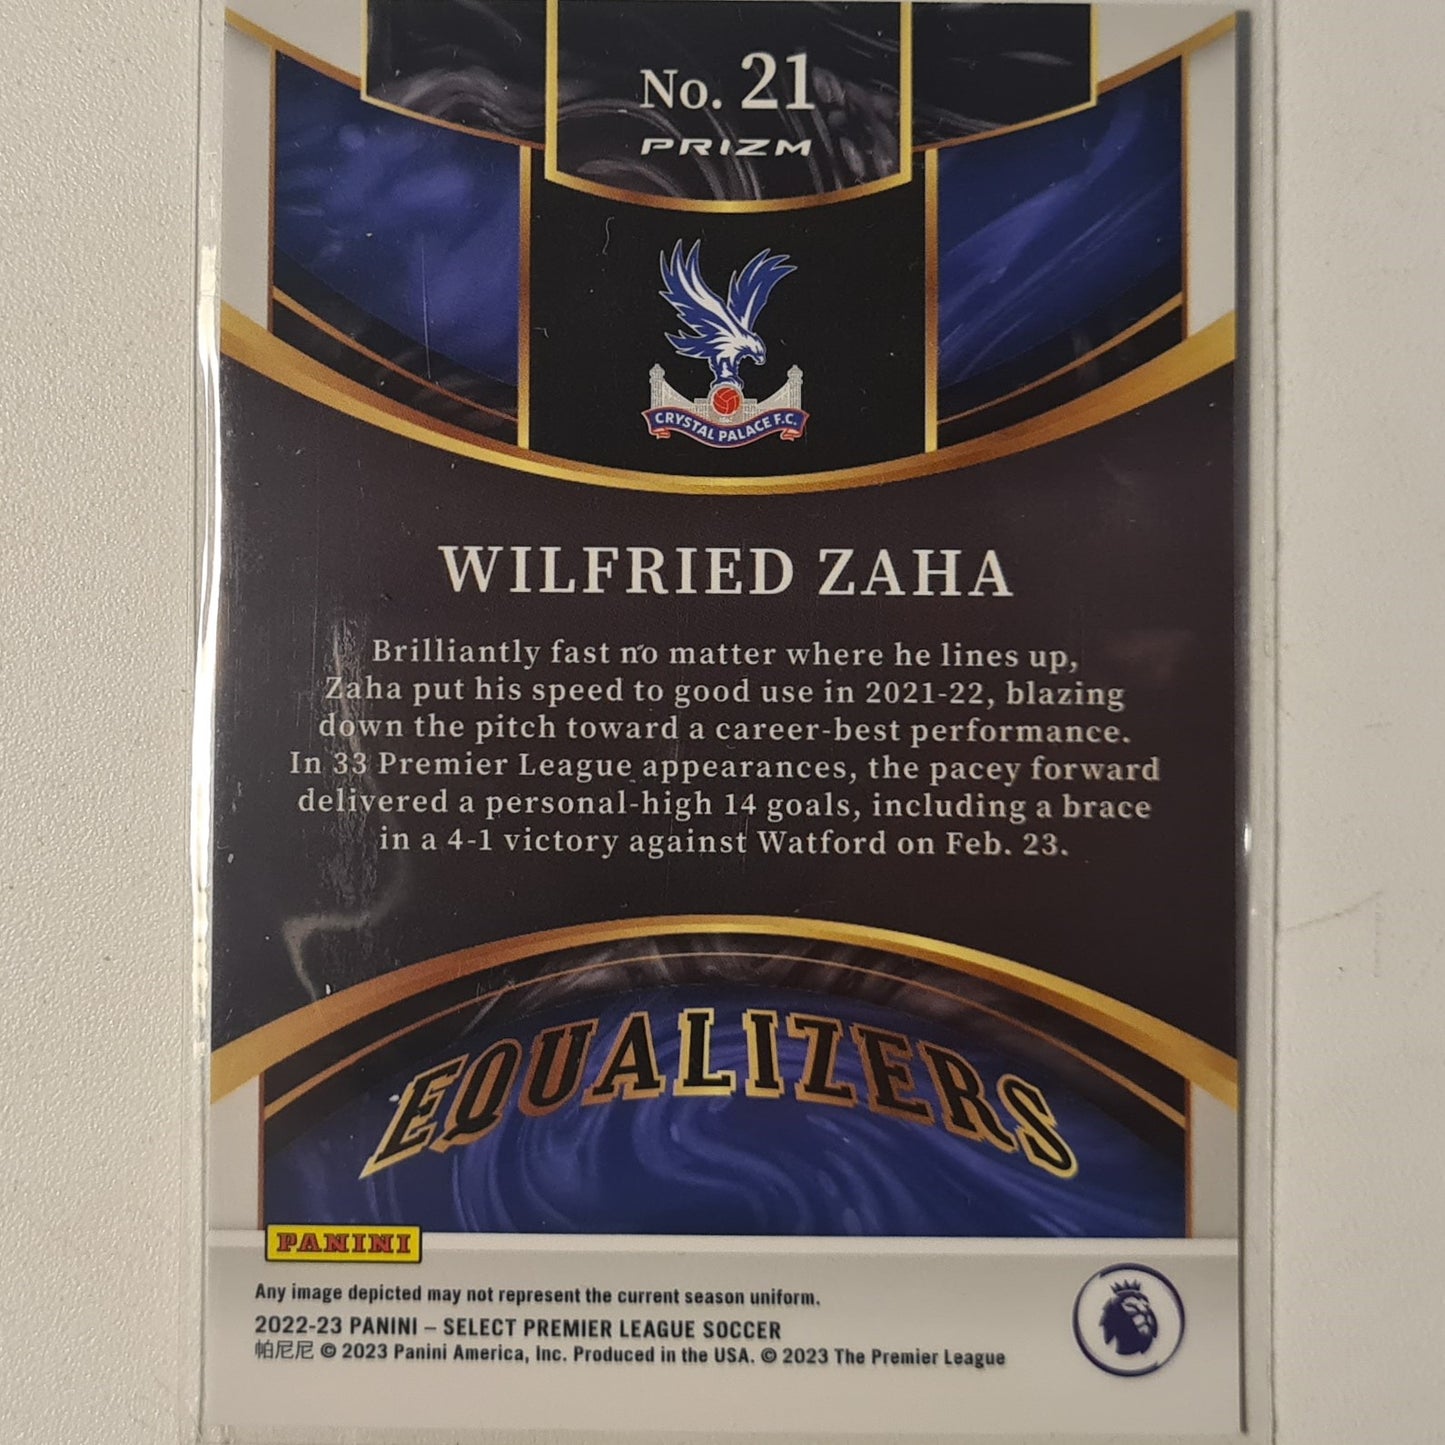 No. 21
PRIZM
CRYSTAL PALACE F.C.
WILFRIED ZAHA
Brilliantly fast no matter where he lines up,
Zaha put his speed to good use in 2021-22, blazing
down the pitch toward a career-best performance.
In 33 Premier League appearances, the pacey forward
delivered a personal-high 14 goals, including a brace
in a 4-1 victory against Watford on Feb. 23.
EQUALIZERS
PANINI
Any image depicted may not represent the current season uniform.
2022-23 PANINI – SELECT PREMIER LEAGUE SOCCER
帕尼尼 © 2023 Panini America, Inc. Produced in the USA. © 2023 The Premier League